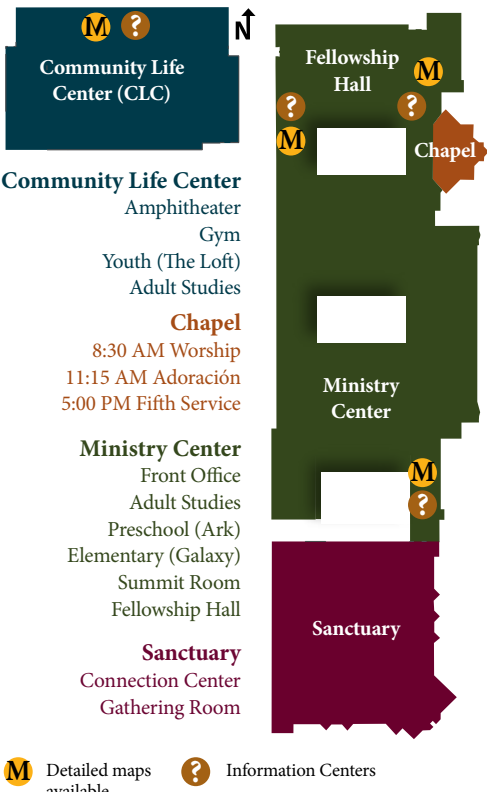 M ?
N
Community Life
Center (CLC)
Fellowship
Hall
M
? ?
M
Chapel
Community Life Center
Amphitheater
Gym
Youth (The Loft)
Adult Studies
Chapel
8:30 AM Worship
11:15 AM Adoración
5:00 PM Fifth Service
Ministry
Center
Ministry Center
Front Office
Adult Studies
Preschool (Ark)
Elementary (Galaxy)
Summit Room
Fellowship Hall
M
?
Sanctuary
Sanctuary
Connection Center
Gathering Room
M Detailed maps
available
? Information Centers